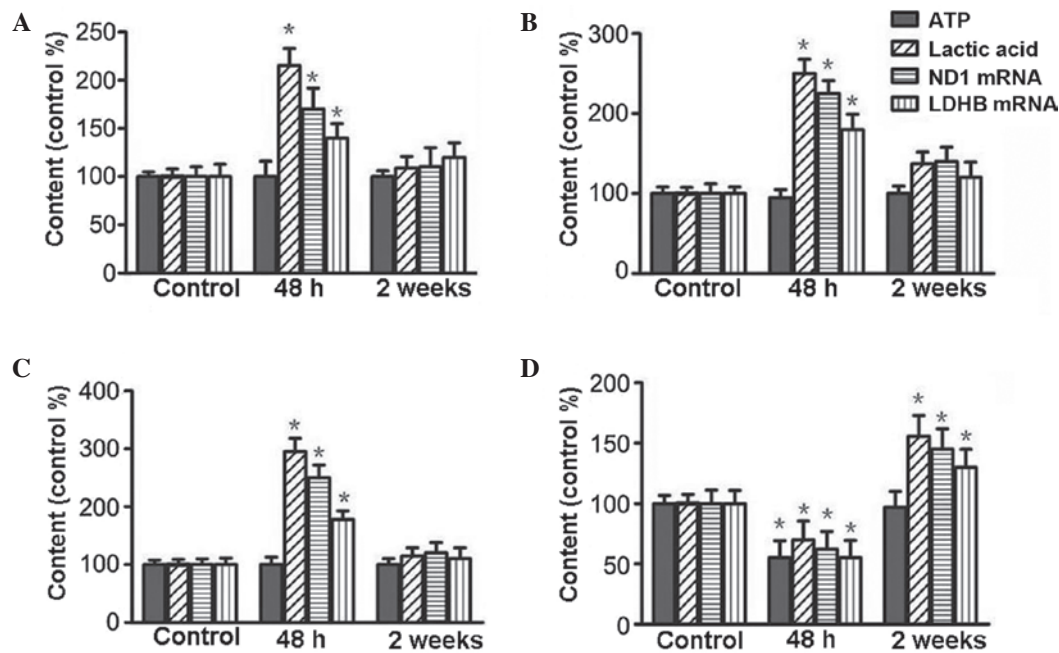 A
Content (control %)
250
200
150
100
50
0
Control 48 h 2 weeks
B
Content (control %)
300
200
100
0
Control 48 h 2 weeks
ATP
Lactic acid
ND1 mRNA
LDHB mRNA
* * *
* * *
C
Content (control %)
400
300
200
100
0
Control 48 h 2 weeks
* * *
D
Content (control %)
200
150
100
50
0
Control 48 h 2 weeks
* * * *
* * *